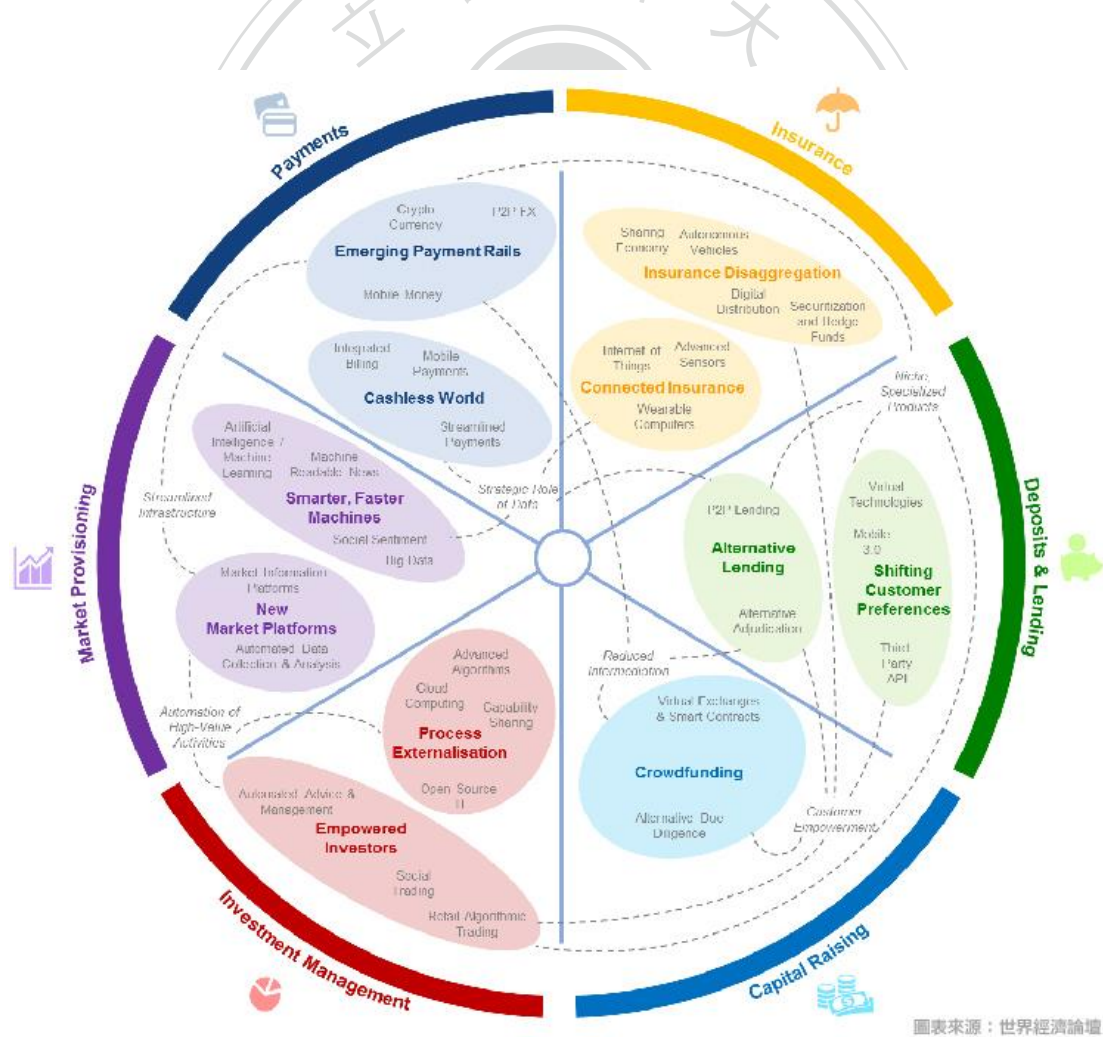 立
大
Payments
Insurance
Crypto
Currency
P2P FX
Emerging Payment Rails
Mobile Money
Sharing
Economy
Autonomous
Vehicles
Insurance Disaggregation
Digital
Distribution
Securitization
and Hedge
Funds
Integrated
Billing
Mobile
Payments
Cashless World
Streamlined
Payments
Internet of
Things
Advanced
Sensors
Connected Insurance
Wearable
Computers
Niche,
Specialized
Products
Artificial
Intelligence /
Machine
Learning
Machine
Readable News
Smarter, Faster
Machines
Social Sentiment
Big Data
Streamlined
Infrastructure
Strategic Role
of Data
Market Provisioning
Deposits & Lending
P2P Lending
Alternative
Lending
Alternative
Adjudication
Virtual
Technologies
Mobile
3.0
Shifting
Customer
Preferences
Third
Party
API
Market Information
Platforms
New
Market Platforms
Automated Data
Collection & Analysis
Advanced
Algorithms
Cloud
Computing
Capability
Sharing
Process
Externalisation
Open Source
IT
Reduced
Intermediation
Automation of
High-Value
Activities
Virtual Exchanges
& Smart Contracts
Crowdfunding
Alternative Due
Diligence
Customer
Empowerment
Automated Advice &
Management
Empowered
Investors
Social
Trading
Retail Algorithmic
Trading
Investment Management
Capital Raising
圖表來源：世界經濟論壇